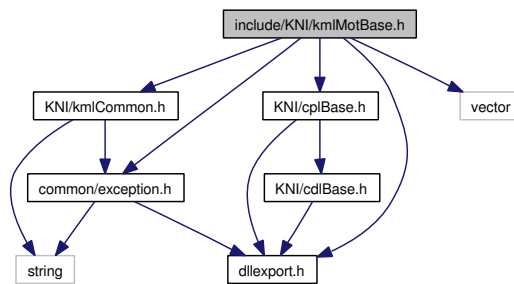 include/KNI/kmlMotBase.h
KNI/kmlCommon.h
KNI/cplBase.h
vector
common/exception.h
KNI/cdlBase.h
string
dllexport.h